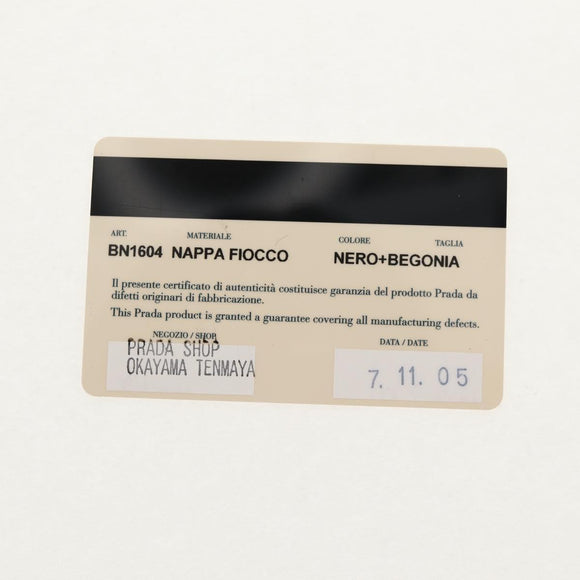 ART. MATERIALE COLORE TAGLIA
BN1604 NAPPA FIOCCO NERO+BEGONIA
Il presente certificato di autenticità costituisce garanzia del prodotto Prada da
difetti originari di fabbricazione.
This Prada product is granted a guarantee covering all manufacturing defects.
NEGOZIO / SHOP DATA / DATE
PRADA SHOP
OKAYAMA TENMAYA
7. 11. 05